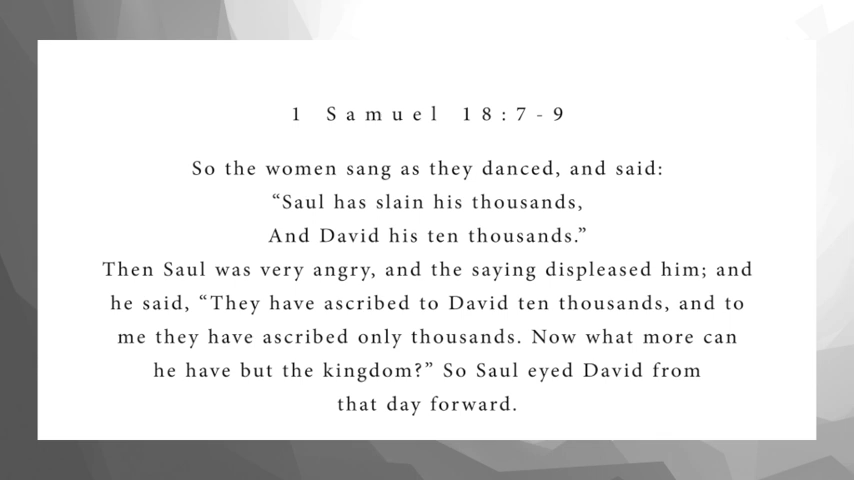 1 Samuel 18:7-9
So the women sang as they danced, and said:
“Saul has slain his thousands,
And David his ten thousands.”
Then Saul was very angry, and the saying displeased him; and
he said, “They have ascribed to David ten thousands, and to
me they have ascribed only thousands. Now what more can
he have but the kingdom?” So Saul eyed David from
that day forward.